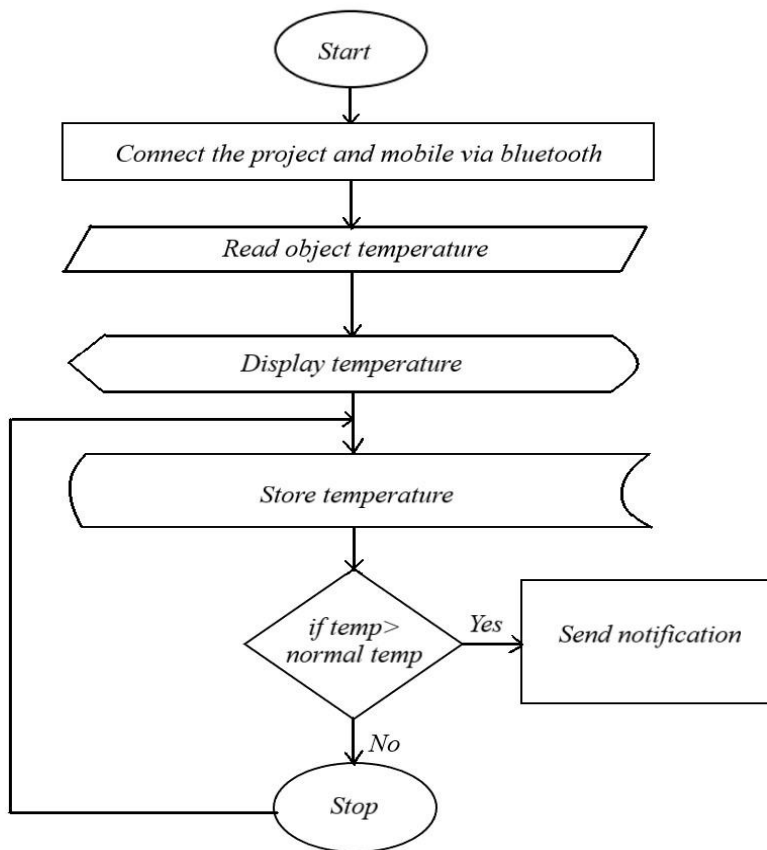 Start
Connect the project and mobile via bluetooth
Read object temperature
Display temperature
Store temperature
if temp>
normal temp
Yes
Send notification
No
Stop